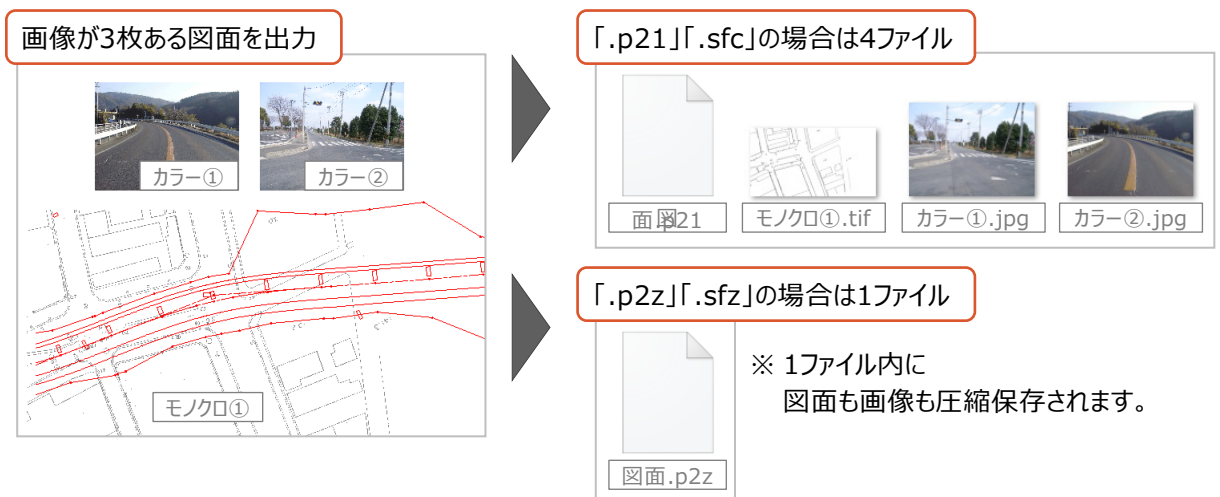 画像が3枚ある図面を出力
カラー①
カラー②
モノクロ①
「.p21」「.sfc」の場合は4ファイル
モノクロ①.tif
カラー①.jpg
カラー②.jpg
「.p2z」「.sfz」の場合は1ファイル
図面.p2z
※ 1ファイル内に
図面も画像も圧縮保存されます。